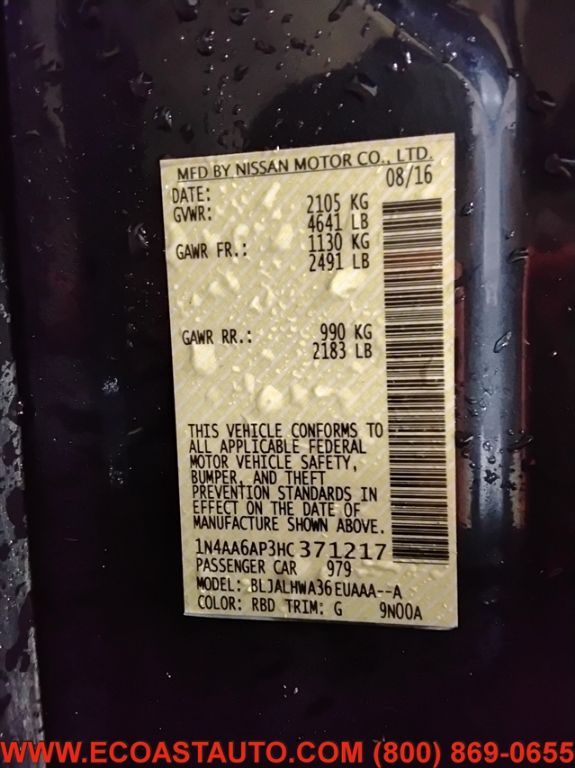 MFD BY NISSAN MOTOR CO., LTD.
DATE: 08/16
GVWR: 2105 KG
4641 LB
GAWR FR.: 1130 KG
2491 LB
GAWR RR.: 990 KG
2183 LB
THIS VEHICLE CONFORMS TO
ALL APPLICABLE FEDERAL
MOTOR VEHICLE SAFETY,
BUMPER, AND THEFT
PREVENTION STANDARDS IN
EFFECT ON THE DATE OF
MANUFACTURE SHOWN ABOVE.
1N4AA6AP3HC 371217
PASSENGER CAR 979
MODEL: BLJALHWA36EUAAA--A
COLOR: RBD TRIM: G 9N00A
WWW.ECOASTAUTO.COM (800) 869-0655